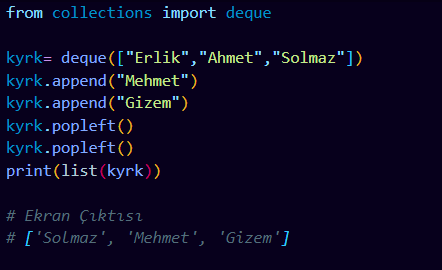 from collections import deque
kyrk= deque(["Erlik","Ahmet","Solmaz"])
kyrk.append("Mehmet")
kyrk.append("Gizem")
kyrk.popleft()
kyrk.popleft()
print(list(kyrk))
# Ekran Çıktısı
# ['Solmaz', 'Mehmet', 'Gizem']